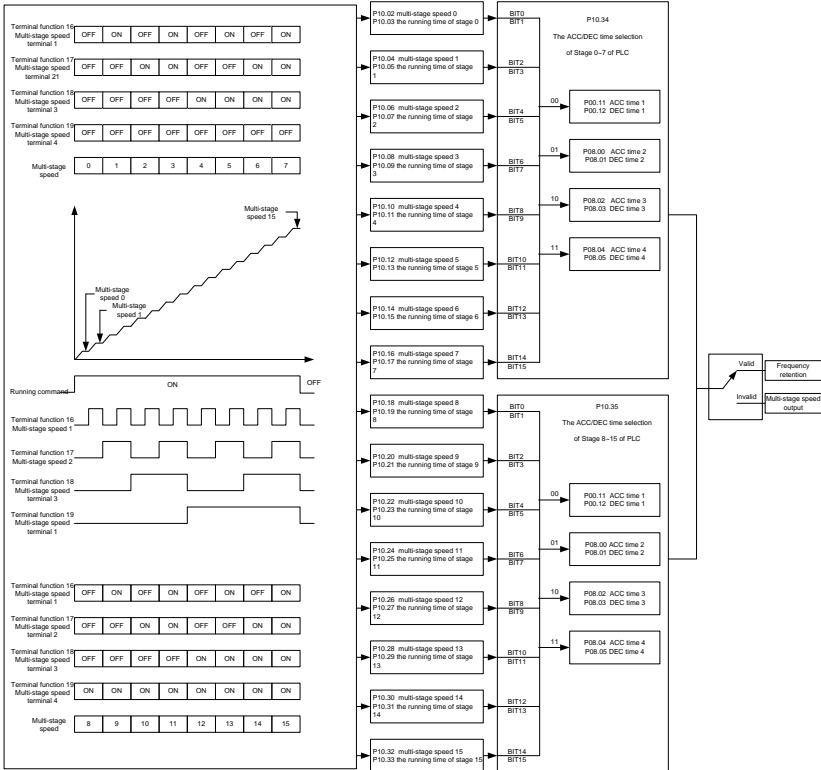 Terminal function 16
Multi-stage speed
terminal 1
OFF ON OFF ON OFF ON OFF ON
Terminal function 17
Multi-stage speed
terminal 21
OFF OFF ON ON OFF OFF ON ON
Terminal function 18
Multi-stage speed
terminal 3
OFF OFF OFF OFF ON ON ON ON
Terminal function 19
Multi-stage speed
terminal 4
OFF OFF OFF OFF OFF OFF OFF OFF
Multi-stage
speed
0 1 2 3 4 5 6 7
Multi-stage
speed 15
Multi-stage
speed 0
Multi-stage
speed 1
Running command
ON
OFF
Terminal function 16
Multi-stage speed 1
Terminal function 17
Multi-stage speed 2
Terminal function 18
Multi-stage speed
terminal 3
Terminal function 19
Multi-stage speed
terminal 1
Terminal function 16
Multi-stage speed
terminal 1
OFF ON OFF ON OFF ON OFF ON
Terminal function 17
Multi-stage speed
terminal 2
OFF OFF ON ON OFF OFF ON ON
Terminal function 18
Multi-stage speed
terminal 3
OFF OFF OFF OFF ON ON ON ON
Terminal function 19
Multi-stage speed
terminal 4
ON ON ON ON ON ON ON ON
Multi-stage
speed
8 9 10 11 12 13 14 15
P10.02 multi-stage speed 0
P10.03 the running time of stage 0
P10.04 multi-stage speed 1
P10.05 the running time of stage
1
P10.06 multi-stage speed 2
P10.07 the running time of stage
2
P10.08 multi-stage speed 3
P10.09 the running time of stage
3
P10.10 multi-stage speed 4
P10.11 the running time of stage
4
P10.12 multi-stage speed 5
P10.13 the running time of stage 5
P10.14 multi-stage speed 6
P10.15 the running time of stage 6
P10.16 multi-stage speed 7
P10.17 the running time of stage
7
P10.18 multi-stage speed 8
P10.19 the running time of stage
8
P10.20 multi-stage speed 9
P10.21 the running time of stage 9
P10.22 multi-stage speed 10
P10.23 the running time of stage
10
P10.24 multi-stage speed 11
P10.25 the running time of stage
11
P10.26 multi-stage speed 12
P10.27 the running time of stage
12
P10.28 multi-stage speed 13
P10.29 the running time of stage
13
P10.30 multi-stage speed 14
P10.31 the running time of stage
14
P10.32 multi-stage speed 15
P10.33 the running time of stage 15
BIT0
BIT1
BIT2
BIT3
BIT4
BIT5
BIT6
BIT7
BIT8
BIT9
BIT10
BIT11
BIT12
BIT13
BIT14
BIT15
P10.34
The ACC/DEC time selection
of Stage 0~7 of PLC
00
P00.11 ACC time 1
P00.12 DEC time 1
01
P08.00 ACC time 2
P08.01 DEC time 2
10
P08.02 ACC time 3
P08.03 DEC time 3
11
P08.04 ACC time 4
P08.05 DEC time 4
BIT0
BIT1
BIT2
BIT3
BIT4
BIT5
BIT6
BIT7
BIT8
BIT9
BIT10
BIT11
BIT12
BIT13
BIT14
BIT15
P10.35
The ACC/DEC time selection
of Stage 8~15 of PLC
00
P00.11 ACC time 1
P00.12 DEC time 1
01
P08.00 ACC time 2
P08.01 DEC time 2
10
P08.02 ACC time 3
P08.03 DEC time 3
11
P08.04 ACC time 4
P08.05 DEC time 4
Valid
Frequency
retention
Invalid
Multi-stage speed
output